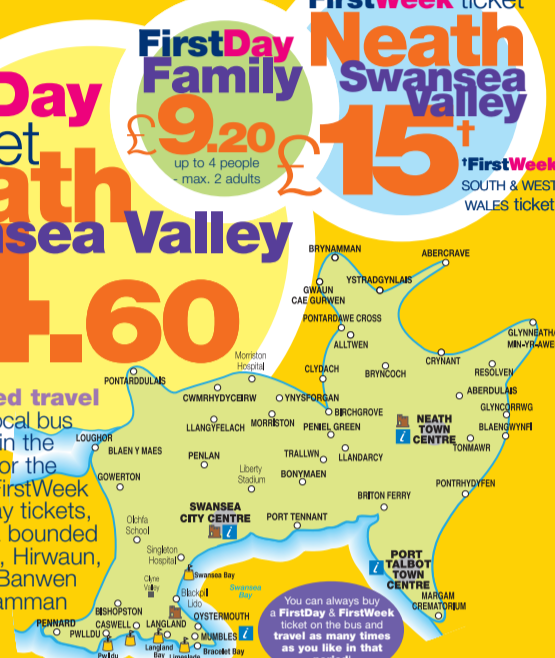 FirstWeek ticket
Neath
Swansea
Valley
£15†
†FirstWeek
SOUTH & WEST
WALES ticket
FirstDay
Family
£9.20
up to 4 people
- max. 2 adults
Day
et
ath
nsea Valley
4.60
ed travel
ocal bus
in the
or the
FirstWeek
ay tickets,
bounded
, Hirwaun,
Banwen
amman
BRYNAMMAN
ABERCRAVE
GWAUN
CAE GURWEN
YSTRADGYNLAIS
PONTARDAWE CROSS
ALLTWEN
GLYNNEATH
MIN-YR-AWE
CRYNANT
Morriston
Hospital
CLYDACH
BRYNCOCH
RESOLVEN
PONTARDDULAIS
CWMRHYDYCEIRW
YNYSFORGAN
ABERDULAIS
GLYNCORRWG
BIRCHGROVE
LLANGYFELACH
MORRISTON
PENIEL GREEN
NEATH
TOWN
CENTRE
BLAENGWYNFI
LOUGHOR
BLAEN Y MAES
TONMAWR
PENLAN
TRALLWN
LLANDARCY
GOWERTON
Liberty
Stadium
BONYMAEN
PONTRHYDYFEN
BRITON FERRY
SWANSEA
CITY CENTRE
PORT TENNANT
Olchfa
School
Singleton
Hospital
PORT
TALBOT
TOWN
CENTRE
Swansea Bay
Clyne
Valley
Swansea
Bay
Blackpill
Lido
MARGAM
CREMATORIUM
BISHOPSTON
OYSTERMOUTH
PENNARD
CASWELL
LANGLAND
PWLLDU
MUMBLES
Pwlldu
Langland
Bay
Limeslade
Bracelet Bay
You can always buy
a FirstDay & FirstWeek
ticket on the bus and
travel as many times
as you like in that